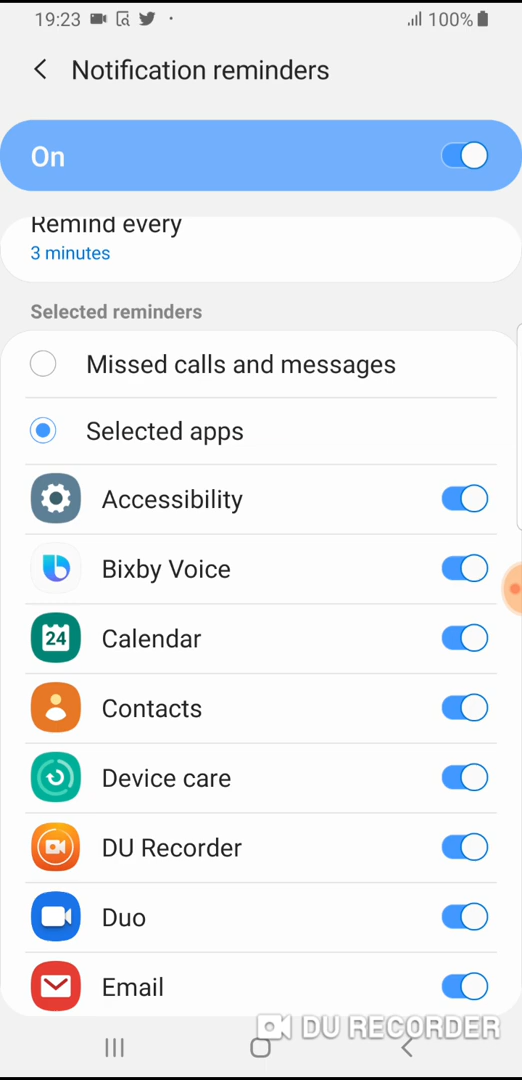 19:23
100%
Notification reminders
On
Remind every
3 minutes
Selected reminders
Missed calls and messages
Selected apps
Accessibility
Bixby Voice
24
Calendar
Contacts
Device care
DU Recorder
Duo
Email
DU RECORDER